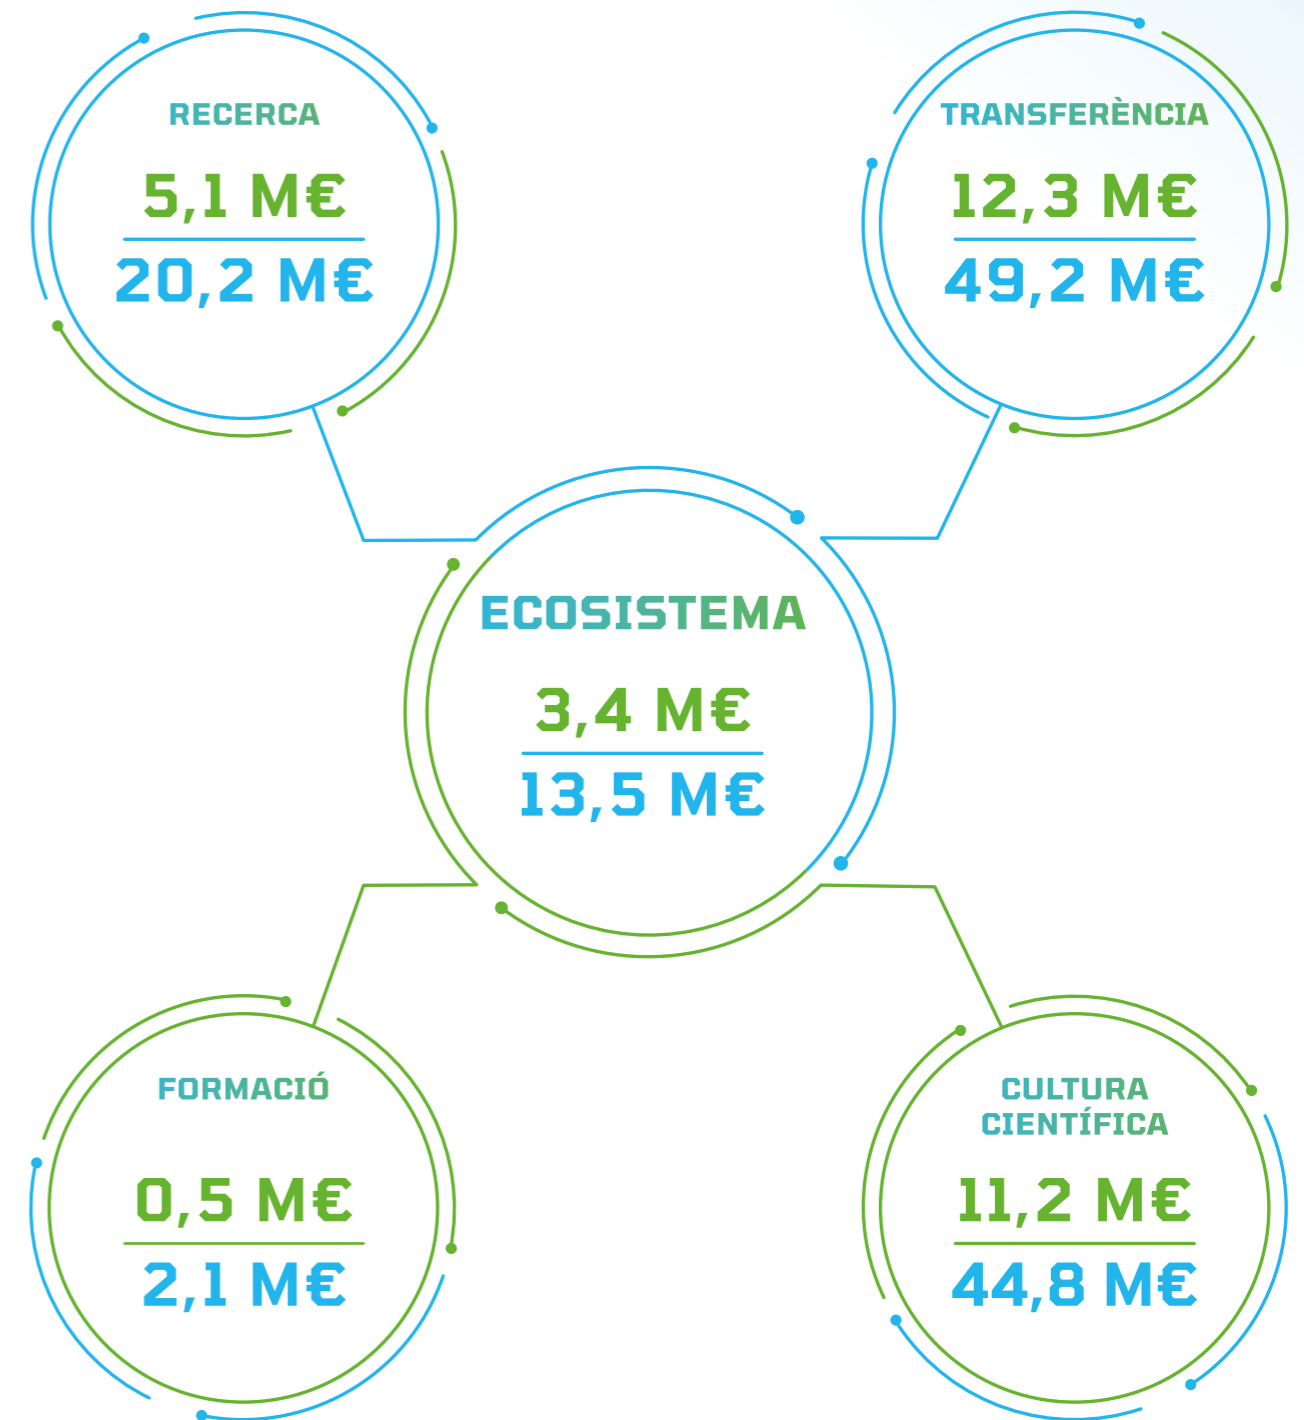 RECERCA
5,1 M€
20,2 M€
TRANSFERÈNCIA
12,3 M€
49,2 M€
ECOSISTEMA
3,4 M€
13,5 M€
FORMACIÓ
0,5 M€
2,1 M€
CULTURA
CIENTÍFICA
11,2 M€
44,8 M€